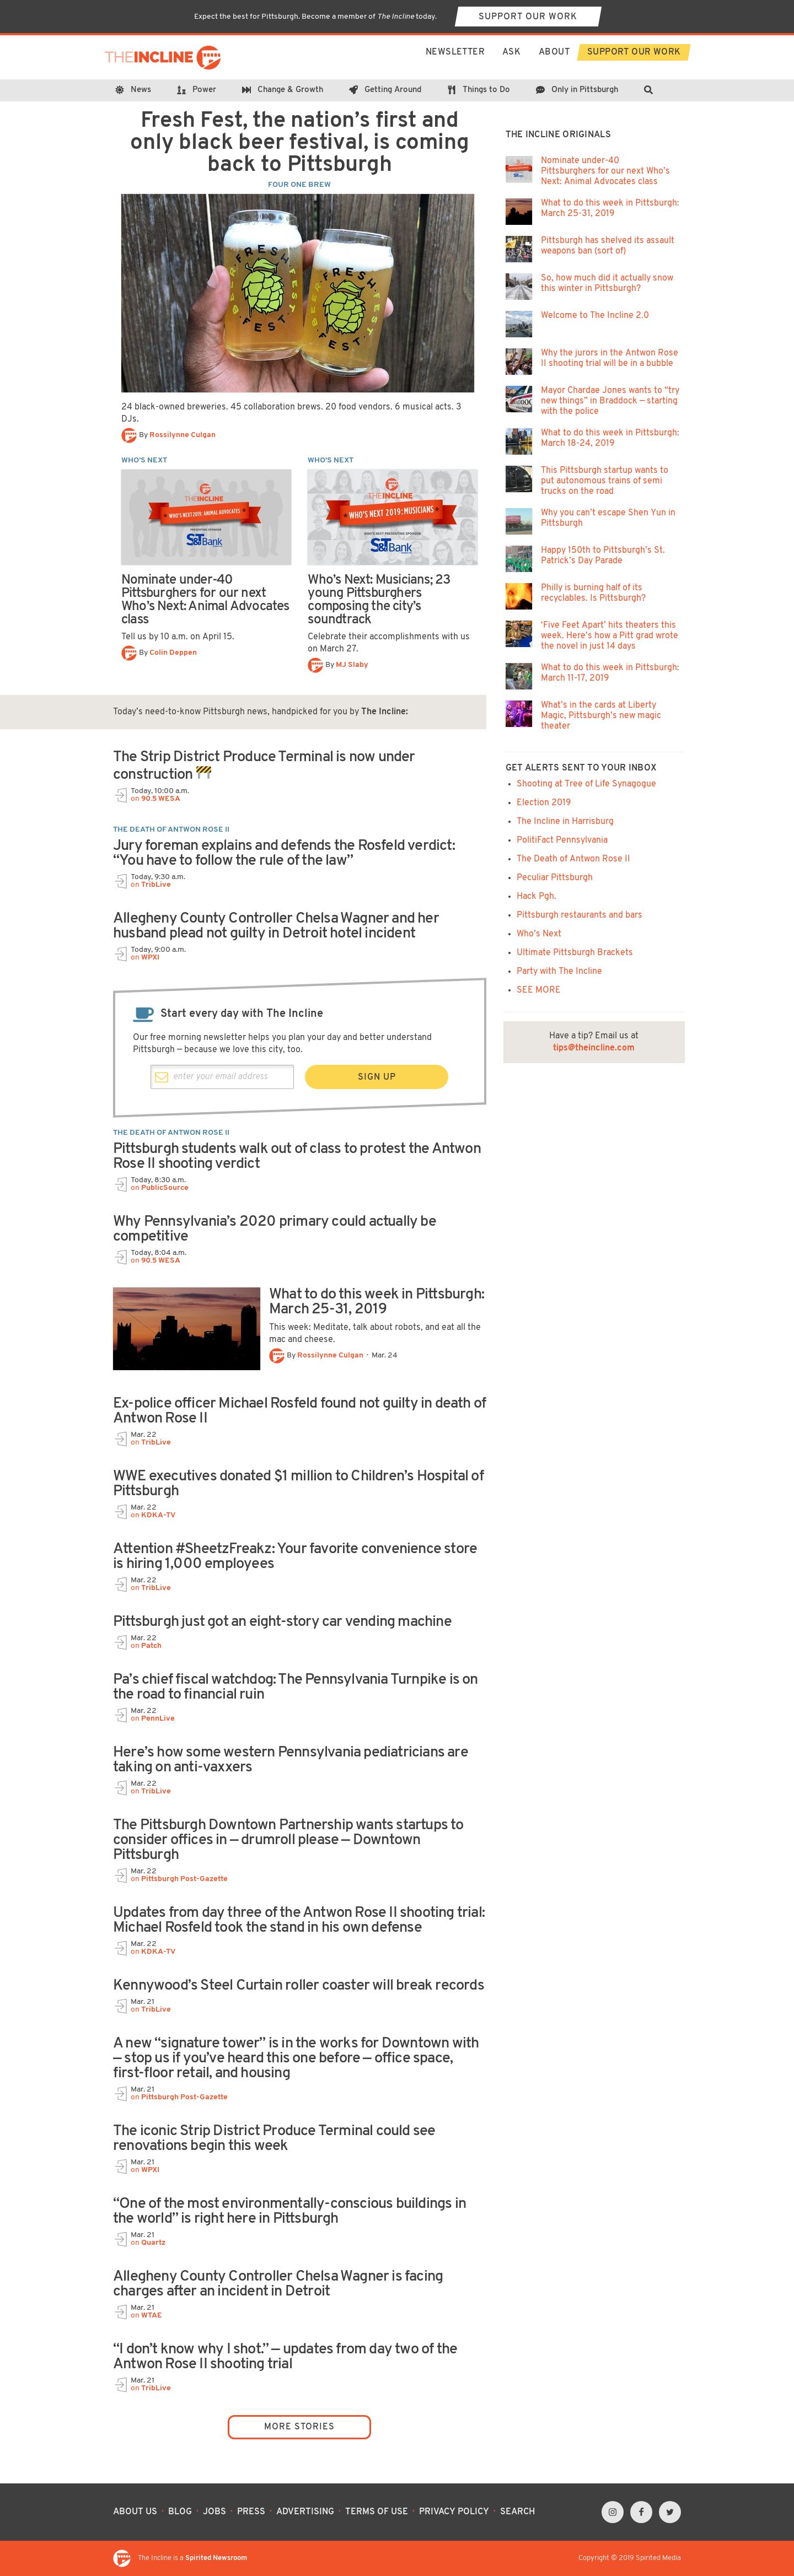 Expect the best for Pittsburgh. Become a member of The Incline today.
SUPPORT OUR WORK
THEINCLINE
NEWSLETTER ASK ABOUT SUPPORT OUR WORK
News Power Change & Growth Getting Around Things to Do Only in Pittsburgh
Fresh Fest, the nation’s first and
only black beer festival, is coming
back to Pittsburgh
FOUR ONE BREW
FRESH
FEST
FRESH
FEST
24 black-owned breweries. 45 collaboration brews. 20 food vendors. 6 musical acts. 3
DJs.
By Rossilynne Culgan
WHO'S NEXT
THEINCLINE
WHO'S NEXT 2019: ANIMAL ADVOCATES
PRESENTING SPONSOR
S&T Bank
Nominate under-40
Pittsburghers for our next
Who’s Next: Animal Advocates
class
Tell us by 10 a.m. on April 15.
By Colin Deppen
WHO'S NEXT
THEINCLINE
WHO'S NEXT 2019: MUSICIANS
S&T Bank
Who’s Next: Musicians; 23
young Pittsburghers
composing the city’s
soundtrack
Celebrate their accomplishments with us
on March 27.
By MJ Slaby
Today’s need-to-know Pittsburgh news, handpicked for you by The Incline:
The Strip District Produce Terminal is now under
construction 🚧
Today, 10:00 a.m.
on 90.5 WESA
THE DEATH OF ANTWON ROSE II
Jury foreman explains and defends the Rosfeld verdict:
“You have to follow the rule of the law”
Today, 9:30 a.m.
on TribLive
Allegheny County Controller Chelsa Wagner and her
husband plead not guilty in Detroit hotel incident
Today, 9:00 a.m.
on WPXI
Start every day with The Incline
Our free morning newsletter helps you plan your day and better understand
Pittsburgh — because we love this city, too.
enter your email address
SIGN UP
THE DEATH OF ANTWON ROSE II
Pittsburgh students walk out of class to protest the Antwon
Rose II shooting verdict
Today, 8:30 a.m.
on PublicSource
Why Pennsylvania’s 2020 primary could actually be
competitive
Today, 8:04 a.m.
on 90.5 WESA
What to do this week in Pittsburgh:
March 25-31, 2019
This week: Meditate, talk about robots, and eat all the
mac and cheese.
By Rossilynne Culgan · Mar. 24
Ex-police officer Michael Rosfeld found not guilty in death of
Antwon Rose II
Mar. 22
on TribLive
WWE executives donated $1 million to Children’s Hospital of
Pittsburgh
Mar. 22
on KDKA-TV
Attention #SheetzFreakz: Your favorite convenience store
is hiring 1,000 employees
Mar. 22
on TribLive
Pittsburgh just got an eight-story car vending machine
Mar. 22
on Patch
Pa’s chief fiscal watchdog: The Pennsylvania Turnpike is on
the road to financial ruin
Mar. 22
on PennLive
Here’s how some western Pennsylvania pediatricians are
taking on anti-vaxxers
Mar. 22
on TribLive
The Pittsburgh Downtown Partnership wants startups to
consider offices in — drumroll please — Downtown
Pittsburgh
Mar. 22
on Pittsburgh Post-Gazette
Updates from day three of the Antwon Rose II shooting trial:
Michael Rosfeld took the stand in his own defense
Mar. 22
on KDKA-TV
Kennywood’s Steel Curtain roller coaster will break records
Mar. 21
on TribLive
A new “signature tower” is in the works for Downtown with
— stop us if you’ve heard this one before — office space,
first-floor retail, and housing
Mar. 21
on Pittsburgh Post-Gazette
The iconic Strip District Produce Terminal could see
renovations begin this week
Mar. 21
on WPXI
“One of the most environmentally-conscious buildings in
the world” is right here in Pittsburgh
Mar. 21
on Quartz
Allegheny County Controller Chelsa Wagner is facing
charges after an incident in Detroit
Mar. 21
on WTAE
“I don’t know why I shot.” — updates from day two of the
Antwon Rose II shooting trial
Mar. 21
on TribLive
MORE STORIES
THE INCLINE ORIGINALS
Nominate under-40
Pittsburghers for our next Who’s
Next: Animal Advocates class
What to do this week in Pittsburgh:
March 25-31, 2019
Pittsburgh has shelved its assault
weapons ban (sort of)
So, how much did it actually snow
this winter in Pittsburgh?
Welcome to The Incline 2.0
Why the jurors in the Antwon Rose
II shooting trial will be in a bubble
Mayor Chardae Jones wants to “try
new things” in Braddock — starting
with the police
What to do this week in Pittsburgh:
March 18-24, 2019
This Pittsburgh startup wants to
put autonomous trains of semi
trucks on the road
Why you can’t escape Shen Yun in
Pittsburgh
Happy 150th to Pittsburgh’s St.
Patrick’s Day Parade
Philly is burning half of its
recyclables. Is Pittsburgh?
‘Five Feet Apart’ hits theaters this
week. Here’s how a Pitt grad wrote
the novel in just 14 days
What to do this week in Pittsburgh:
March 11-17, 2019
What’s in the cards at Liberty
Magic, Pittsburgh’s new magic
theater
GET ALERTS SENT TO YOUR INBOX
Shooting at Tree of Life Synagogue
Election 2019
The Incline in Harrisburg
PolitiFact Pennsylvania
The Death of Antwon Rose II
Peculiar Pittsburgh
Hack Pgh.
Pittsburgh restaurants and bars
Who’s Next
Ultimate Pittsburgh Brackets
Party with The Incline
SEE MORE
Have a tip? Email us at
tips@theincline.com
ABOUT US · BLOG · JOBS · PRESS · ADVERTISING · TERMS OF USE · PRIVACY POLICY · SEARCH
The Incline is a Spirited Newsroom
Copyright © 2019 Spirited Media